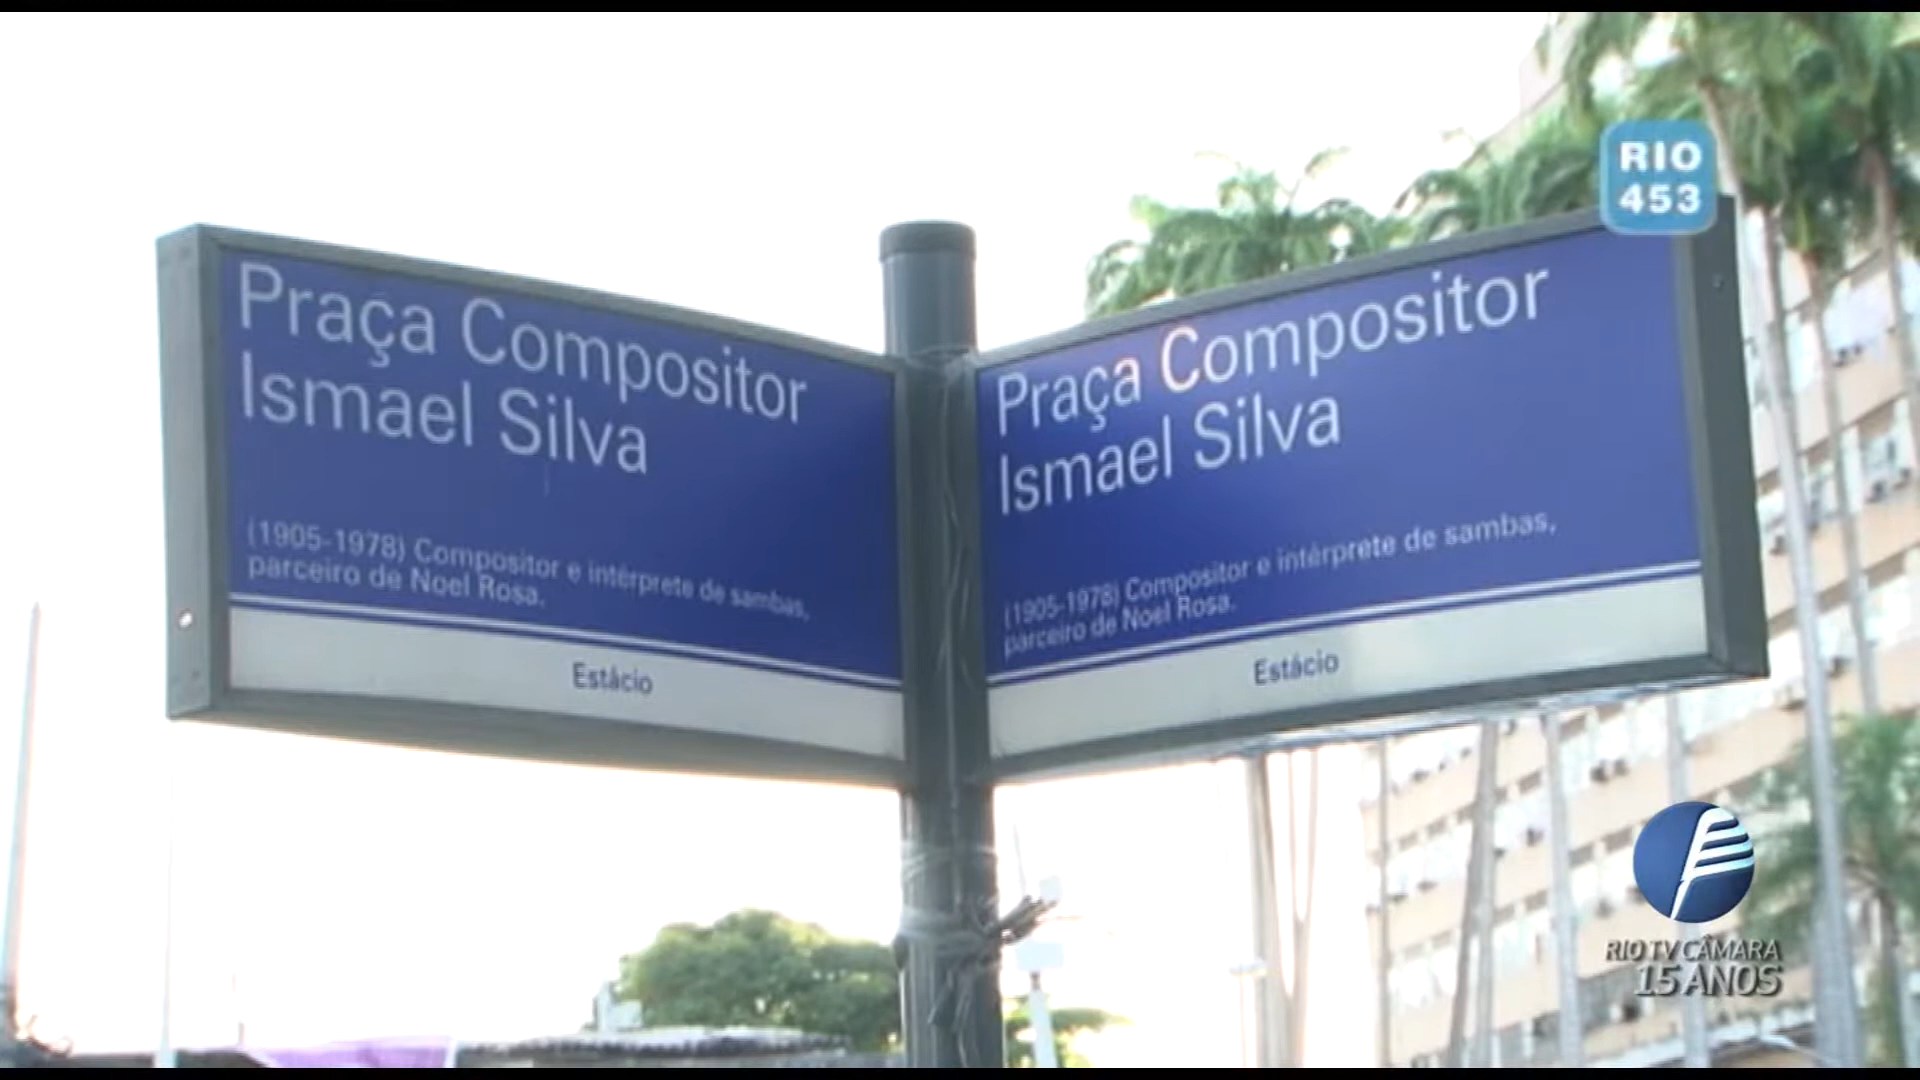 Praça Compositor
Ismael Silva
(1905-1978) Compositor e intérprete de sambas,
parceiro de Noel Rosa.
Estácio
Praça Compositor
Ismael Silva
(1905-1978) Compositor e intérprete de sambas,
parceiro de Noel Rosa.
Estácio
RIO
453
RIO TV CÂMARA
15 ANOS